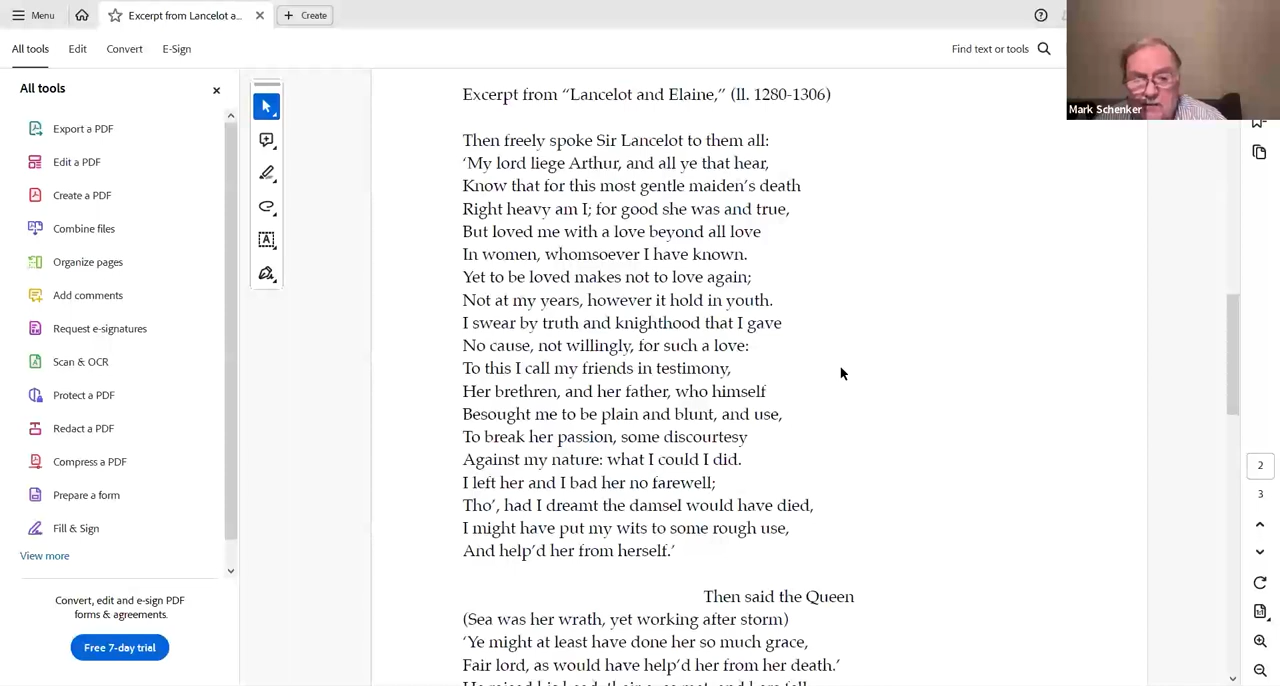 Menu
Excerpt from Lancelot a...
Create
All tools
Edit
Convert
E-Sign
Find text or tools
Mark Schenker
All tools
Export a PDF
Edit a PDF
Create a PDF
Combine files
Organize pages
Add comments
Request e-signatures
Scan & OCR
Protect a PDF
Redact a PDF
Compress a PDF
Prepare a form
Fill & Sign
View more
Convert, edit and e-sign PDF
forms & agreements.
Free 7-day trial
Excerpt from “Lancelot and Elaine,” (ll. 1280-1306)
Then freely spoke Sir Lancelot to them all:
‘My lord liege Arthur, and all ye that hear,
Know that for this most gentle maiden’s death
Right heavy am I; for good she was and true,
But loved me with a love beyond all love
In women, whomsoever I have known.
Yet to be loved makes not to love again;
Not at my years, however it hold in youth.
I swear by truth and knighthood that I gave
No cause, not willingly, for such a love:
To this I call my friends in testimony,
Her brethren, and her father, who himself
Besought me to be plain and blunt, and use,
To break her passion, some discourtesy
Against my nature: what I could I did.
I left her and I bad her no farewell;
Tho’, had I dreamt the damsel would have died,
I might have put my wits to some rough use,
And help’d her from herself.’
Then said the Queen
(Sea was her wrath, yet working after storm)
‘Ye might at least have done her so much grace,
Fair lord, as would have help’d her from her death.’
2
3